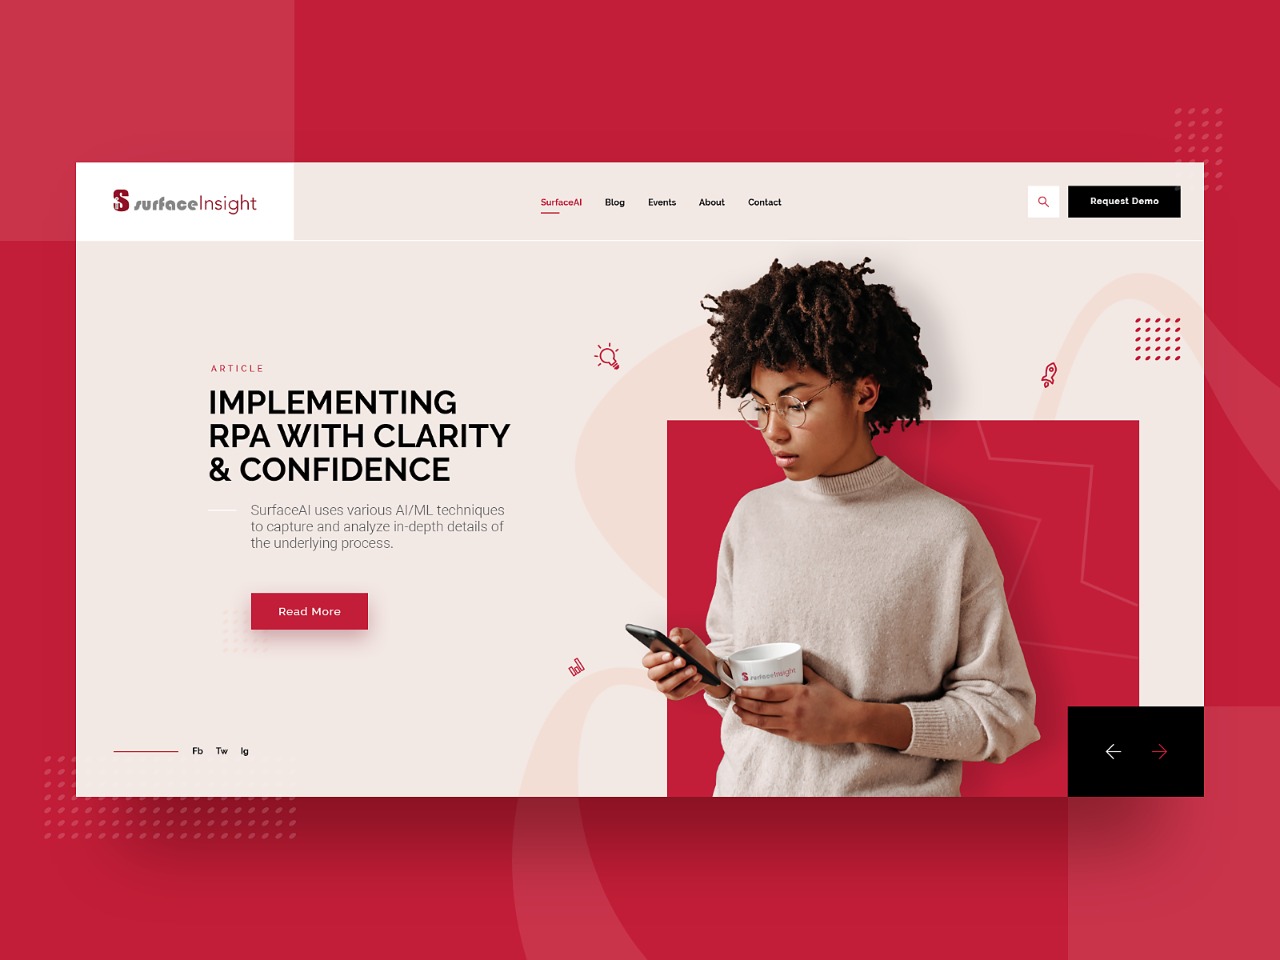 surfaceInsight
SurfaceAI Blog Events About Contact
Request Demo
ARTICLE
IMPLEMENTING
RPA WITH CLARITY
& CONFIDENCE
SurfaceAI uses various AI/ML techniques
to capture and analyze in-depth details of
the underlying process.
Read More
surfaceInsight
Fb Tw Ig